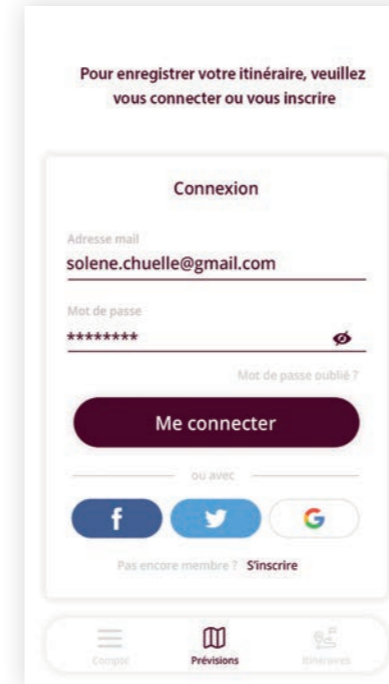 Pour enregistrer votre itinéraire, veuillez
vous connecter ou vous inscrire
Connexion
Adresse mail
solene.chuelle@gmail.com
Mot de passe
********
Mot de passe oublié ?
Me connecter
ou avec
f
G
Pas encore membre ? S'inscrire
Compte Prévisions Itinéraires